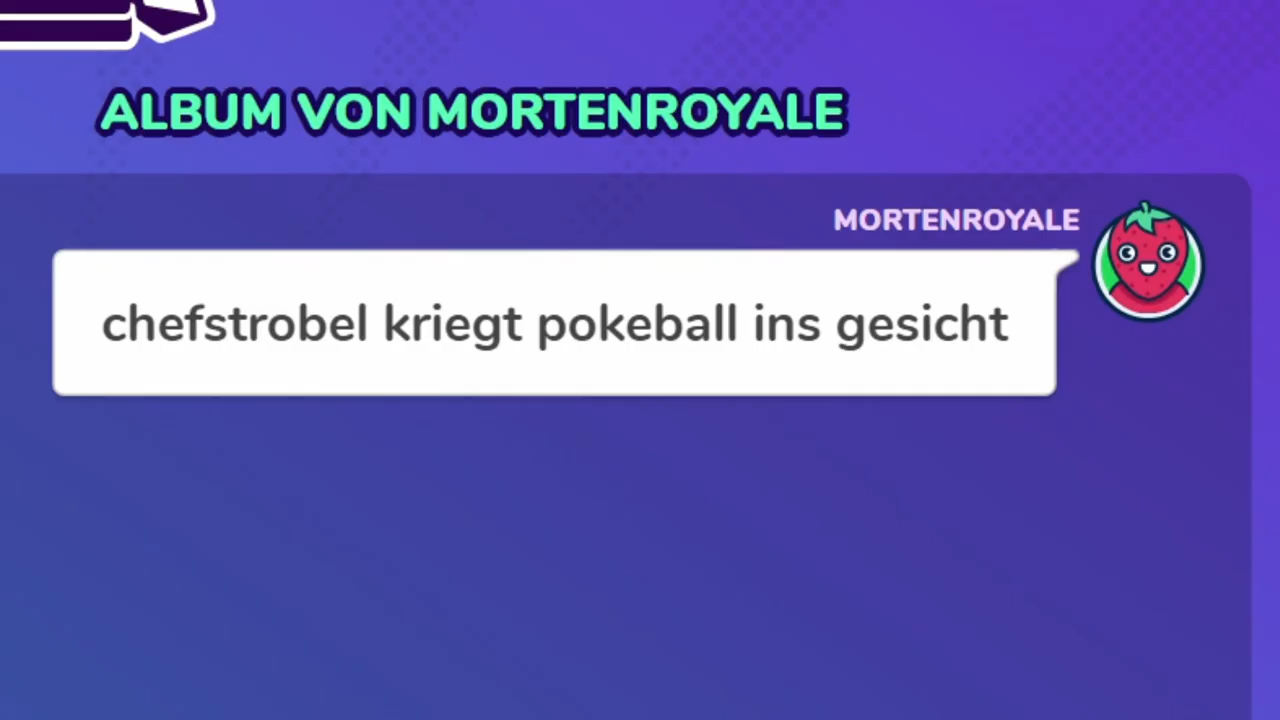 ALBUM VON MORTENROYALE
MORTENROYALE
chefstrobel kriegt pokeball ins gesicht